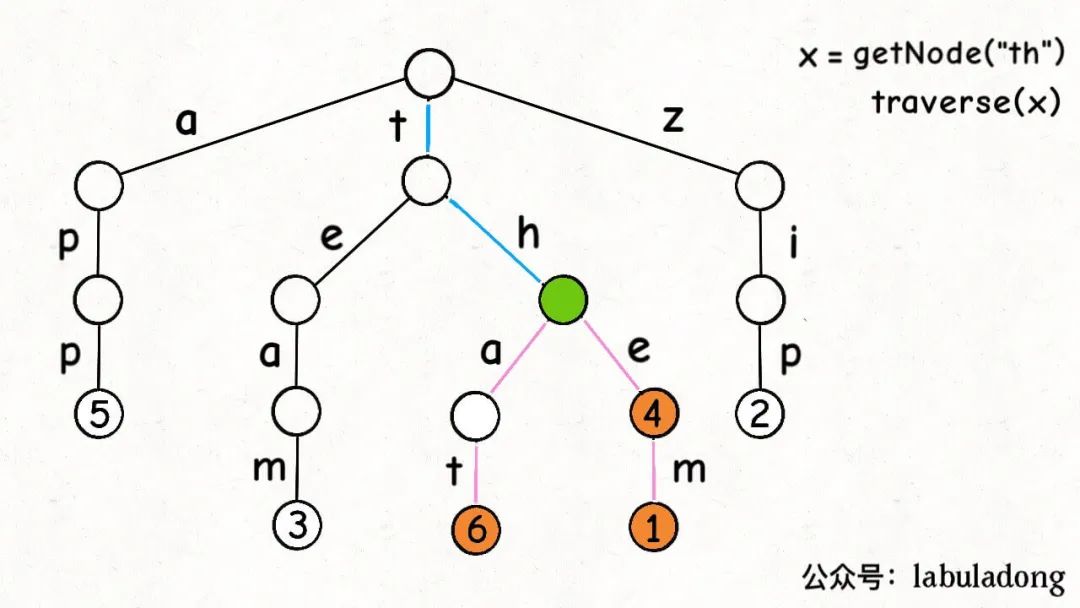 x = getNode("th")
traverse(x)
a
t
z
p
e
h
i
p
a
a
e
p
5
4
2
m
t
m
3
6
1
公众号：labuladong